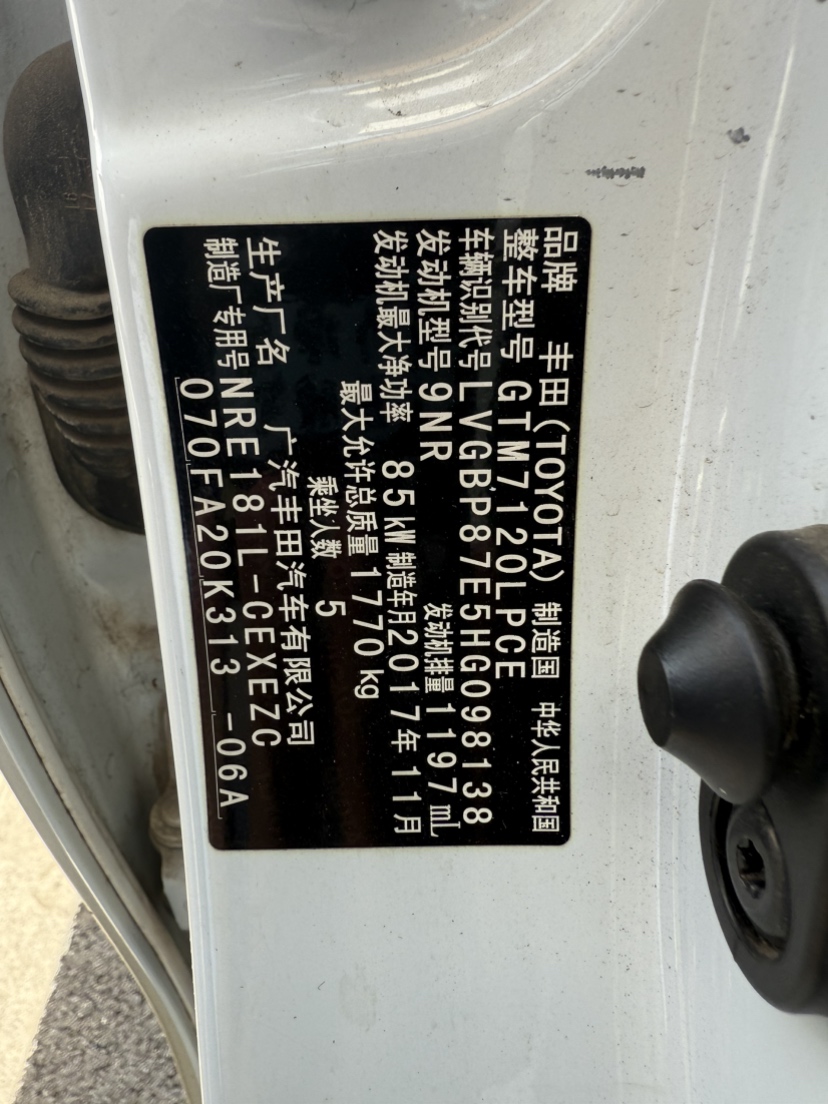 品牌 丰田(TOYOTA) 制造国 中华人民共和国
整车型号 GTM7120LPCE
车辆识别代号 LVGBP87E5HG098138
发动机型号 9NR 发动机排量 1197mL
发动机最大净功率 85kW 制造年月 2017年11月
最大允许总质量 1770kg
乘坐人数 5
生产厂名 广汽丰田汽车有限公司
制造厂专用号 NRE181L-CEXEZC
070FA20K313 -06A